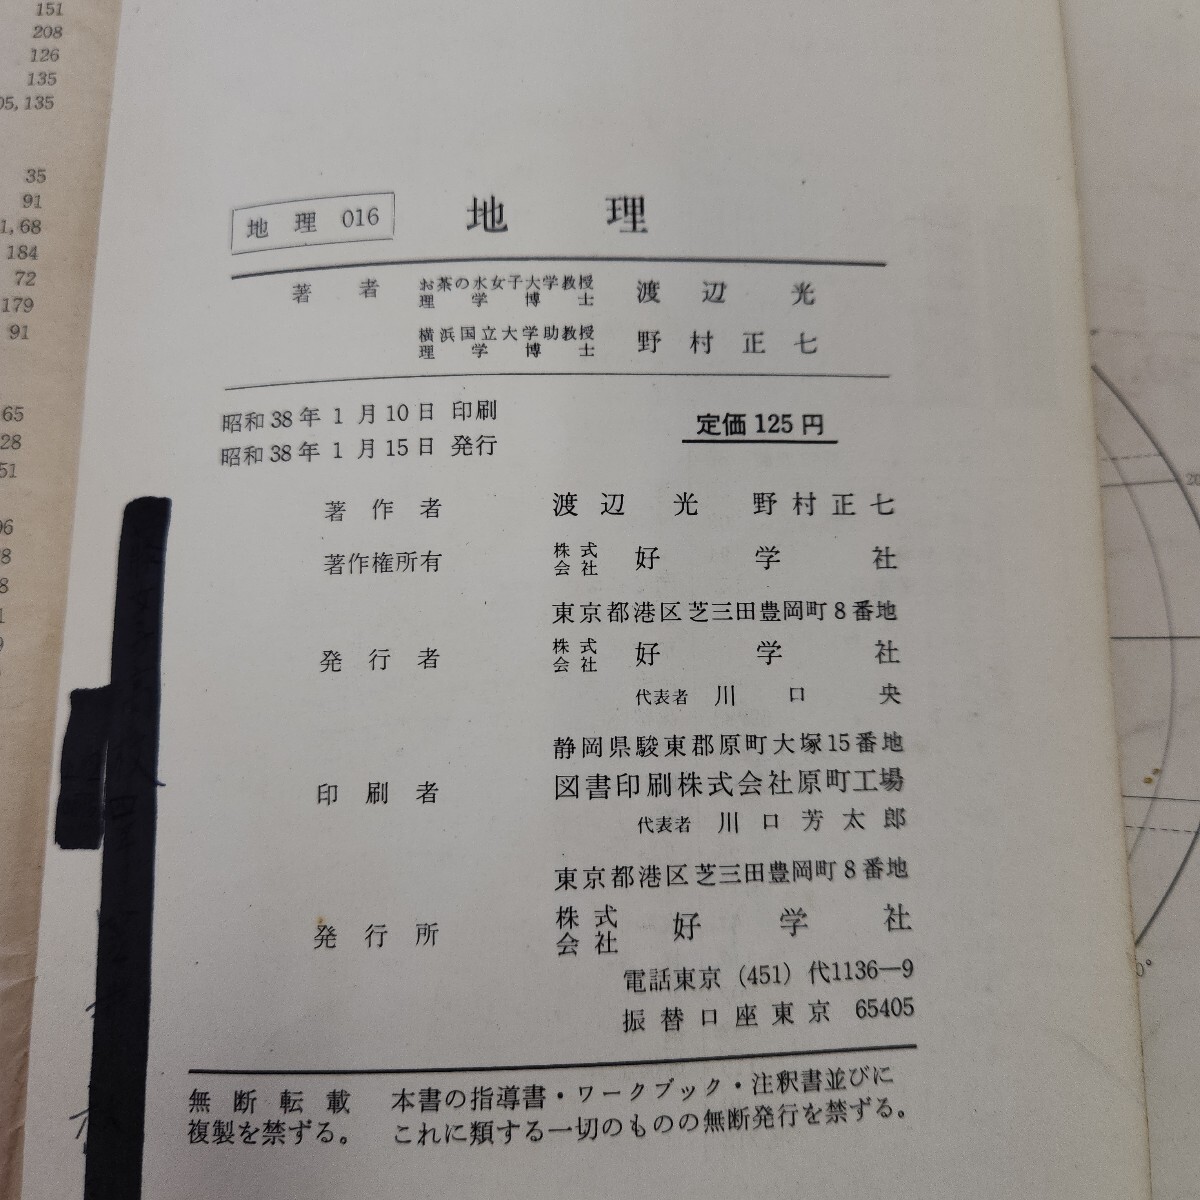 151
208
126
135
05, 135
35
91
1, 68
184
72
179
91
65
28
51
地理 016
地理
著者 お茶の水女子大学教授 理学博士 渡辺光
横浜国立大学助教授 理学博士 野村正七
昭和38年1月10日 印刷
昭和38年1月15日 発行
定価125円
著作者 渡辺光 野村正七
著作権所有 株式会社 好学社
東京都港区芝三田豊岡町8番地
発行者 株式会社 好学社
代表者 川口央
静岡県駿東郡原町大塚15番地
印刷者 図書印刷株式会社原町工場
代表者 川口芳太郎
東京都港区芝三田豊岡町8番地
発行所 株式会社 好学社
電話東京 (451) 代1136―9
振替口座東京 65405
無断転載
複製を禁ずる。
本書の指導書・ワークブック・注釈書並びに
これに類する一切のものの無断発行を禁ずる。